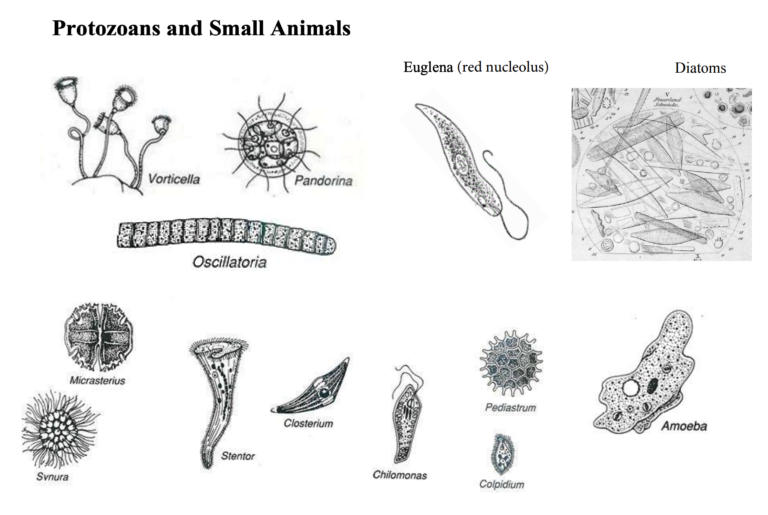 Protozoans and Small Animals
Euglena (red nucleolus)
Diatoms
Vorticella
Pandorina
Oscillatoria
Micrasterius
Synura
Stentor
Closterium
Chilomonas
Pediastrum
Colpidium
Amoeba